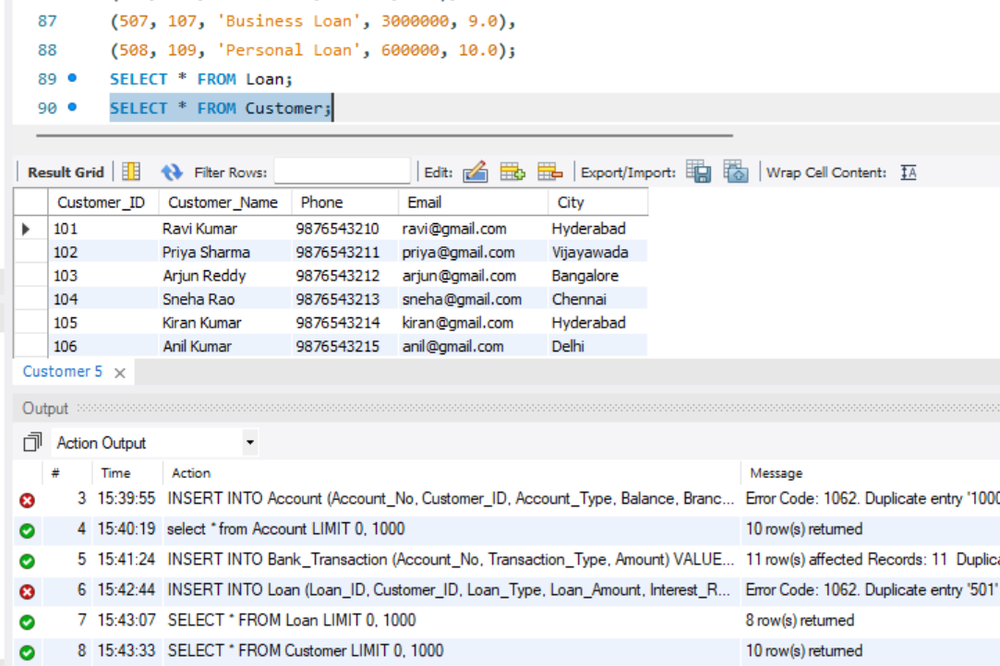 87 (507, 107, 'Business Loan', 3000000, 9.0),
88 (508, 109, 'Personal Loan', 600000, 10.0);
89 SELECT * FROM Loan;
90 SELECT * FROM Customer;
Result Grid Filter Rows: Edit: Export/Import: Wrap Cell Content: IA
Customer_ID Customer_Name Phone Email City
101 Ravi Kumar 9876543210 ravi@gmail.com Hyderabad
102 Priya Sharma 9876543211 priya@gmail.com Vijayawada
103 Arjun Reddy 9876543212 arjun@gmail.com Bangalore
104 Sneha Rao 9876543213 sneha@gmail.com Chennai
105 Kiran Kumar 9876543214 kiran@gmail.com Hyderabad
106 Anil Kumar 9876543215 anil@gmail.com Delhi
Customer 5
Output
Action Output
# Time Action Message
3 15:39:55 INSERT INTO Account (Account_No, Customer_ID, Account_Type, Balance, Branc... Error Code: 1062. Duplicate entry '1000
4 15:40:19 select * from Account LIMIT 0, 1000 10 row(s) returned
5 15:41:24 INSERT INTO Bank_Transaction (Account_No, Transaction_Type, Amount) VALUE... 11 row(s) affected Records: 11 Duplica
6 15:42:44 INSERT INTO Loan (Loan_ID, Customer_ID, Loan_Type, Loan_Amount, Interest_R... Error Code: 1062. Duplicate entry '501'
7 15:43:07 SELECT * FROM Loan LIMIT 0, 1000 8 row(s) returned
8 15:43:33 SELECT * FROM Customer LIMIT 0, 1000 10 row(s) returned